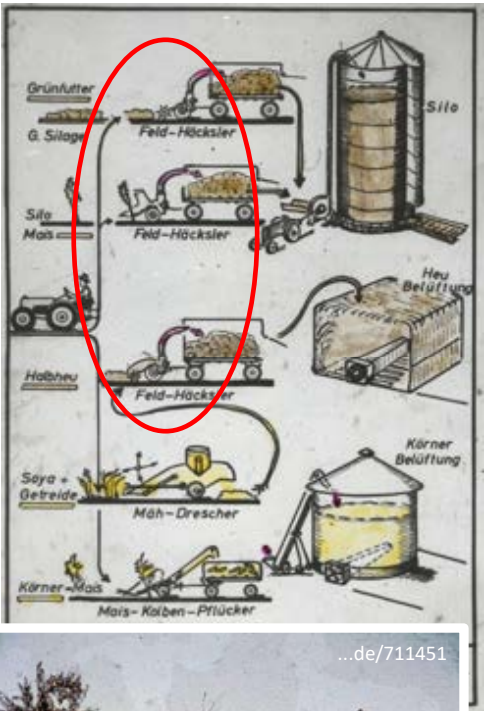 Grünfutter
G. Silage
Feld-Häcksler
Silo
Silo
Mais
Feld-Häcksler
Heu
Belüftung
Halbheu
Feld-Häcksler
Soya +
Getreide
Mäh-Drescher
Körner
Belüftung
Körner-Mais
Mais-Kolben-Pflücker
...de/711451